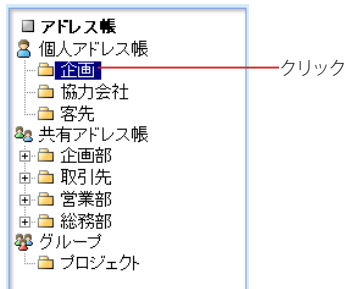 アドレス帳
個人アドレス帳
企画
クリック
協力会社
客先
共有アドレス帳
企画部
取引先
営業部
総務部
グループ
プロジェクト